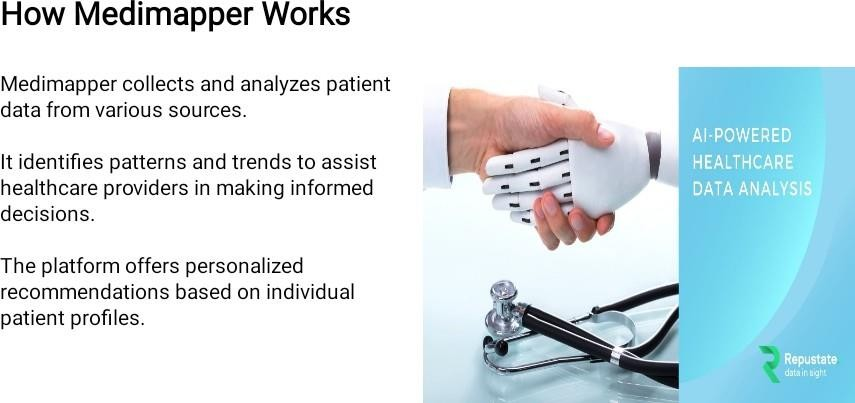 How Medimapper Works
Medimapper collects and analyzes patient
data from various sources.
It identifies patterns and trends to assist
healthcare providers in making informed
decisions.
The platform offers personalized
recommendations based on individual
patient profiles.
AI-POWERED
HEALTHCARE
DATA ANALYSIS
Repustate
data in sight